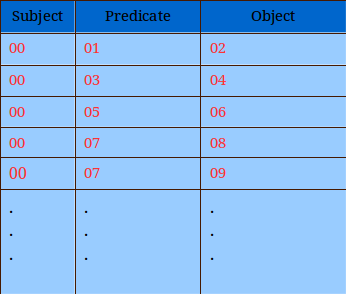 Subject Predicate Object
00 01 02
00 03 04
00 05 06
00 07 08
00 07 09
. . .
. . .
. . .